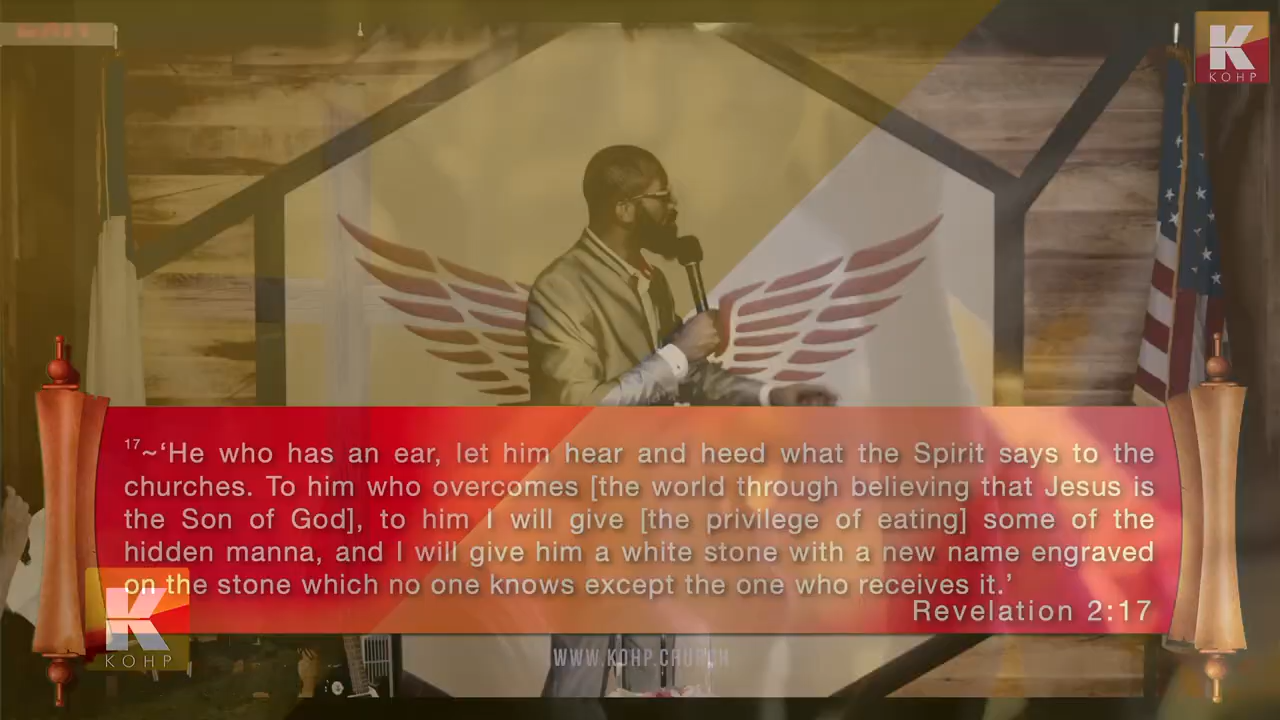 K
KOHP
17~‘He who has an ear, let him hear and heed what the Spirit says to the
churches. To him who overcomes [the world through believing that Jesus is
the Son of God], to him I will give [the privilege of eating] some of the
hidden manna, and I will give him a white stone with a new name engraved
on the stone which no one knows except the one who receives it.’
Revelation 2:17
K
KOHP
WWW.KOHP.CHURCH